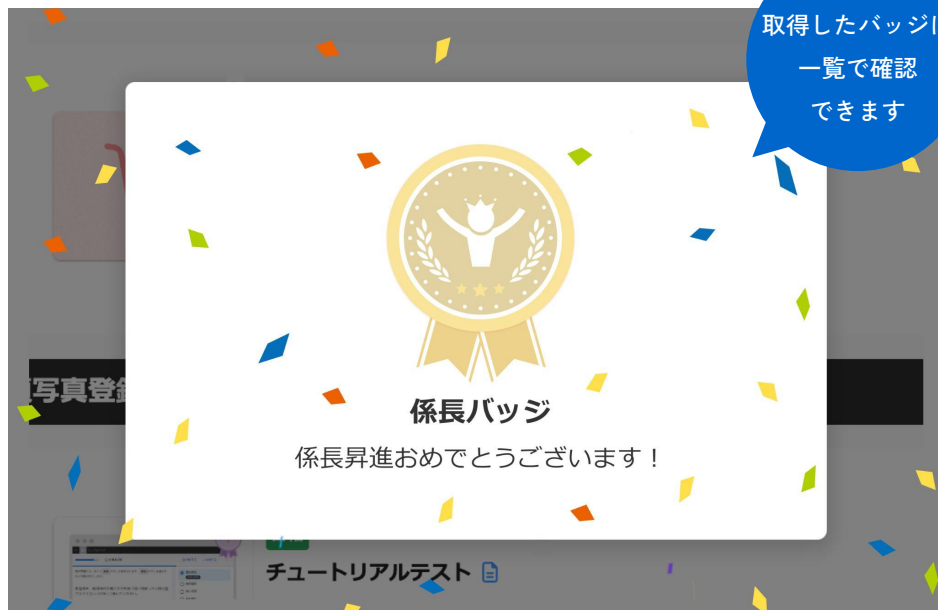 取得したバッジは
一覧で確認
できます
写真登録
係長バッジ
係長昇進おめでとうございます！
チュートリアルテスト